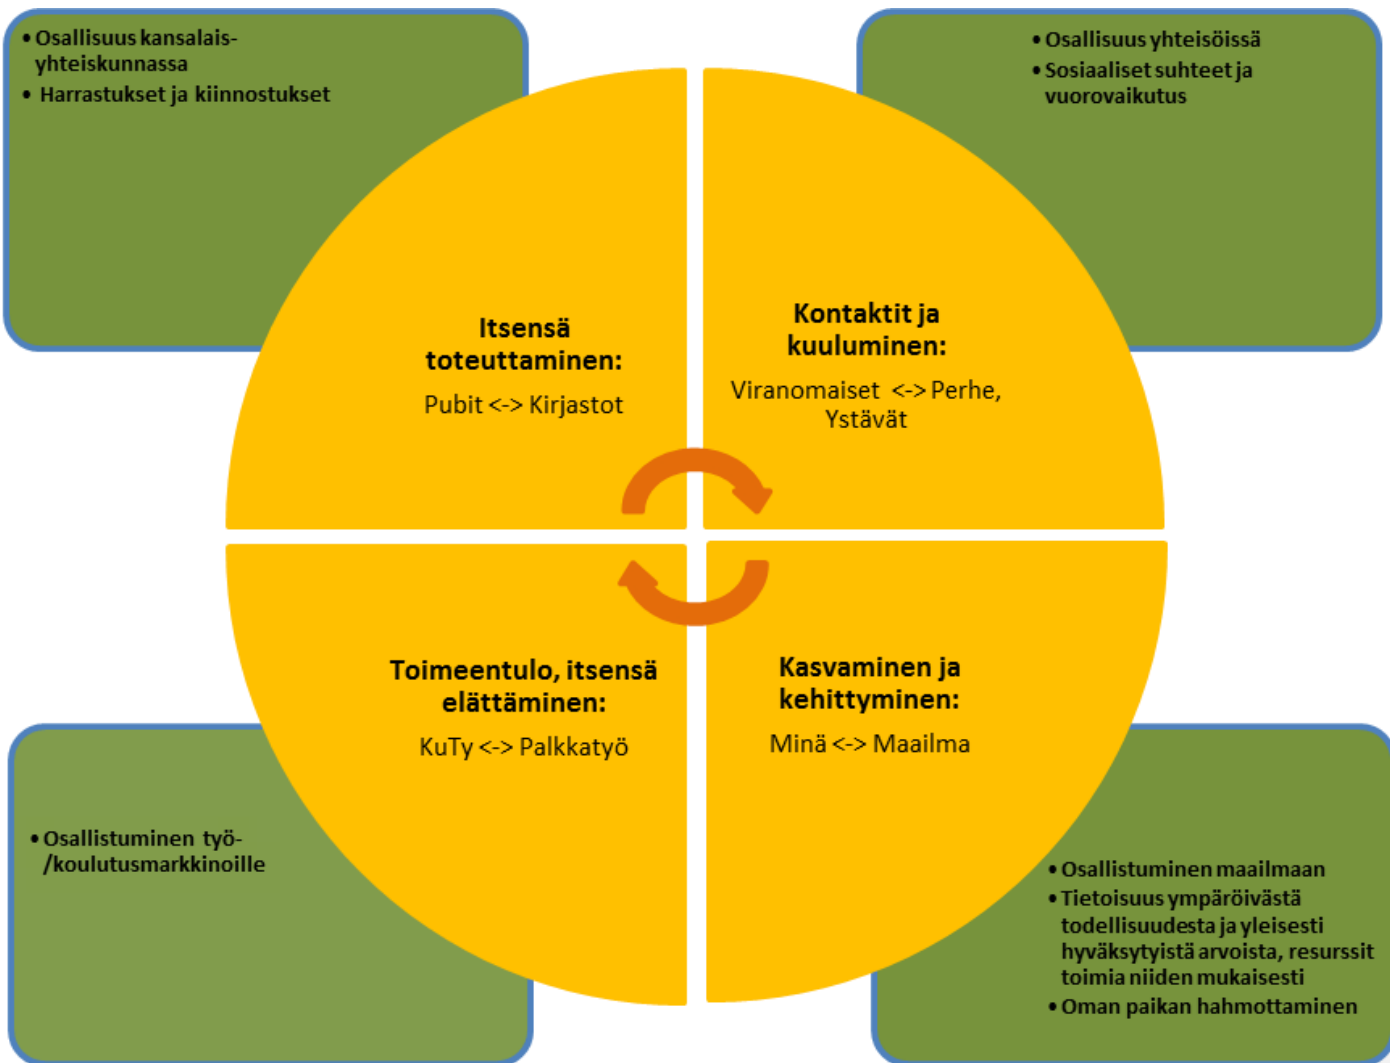 • Osallisuus kansalais-
yhteiskunnassa
• Harrastukset ja kiinnostukset
• Osallisuus yhteisöissä
• Sosiaaliset suhteet ja
vuorovaikutus
Itsensä
toteuttaminen:
Pubit <-> Kirjastot
Kontaktit ja
kuuluminen:
Viranomaiset <-> Perhe,
Ystävät
Toimeentulo, itsensä
elättäminen:
KuTy <-> Palkkatyö
Kasvaminen ja
kehittyminen:
Minä <-> Maailma
• Osallistuminen työ-
/koulutusmarkkinoille
• Osallistuminen maailmaan
• Tietoisuus ympäröivästä
todellisuudesta ja yleisesti
hyväksytyistä arvoista, resurssit
toimia niiden mukaisesti
• Oman paikan hahmottaminen